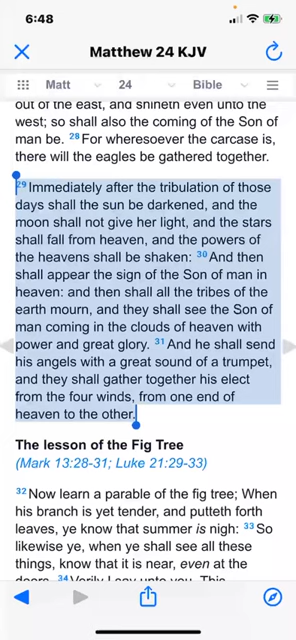 6:48
Matthew 24 KJV
Matt 24 Bible
out of the east, and shineth even unto the
west; so shall also the coming of the Son of
man be. 28 For wheresoever the carcase is,
there will the eagles be gathered together.
29 Immediately after the tribulation of those
days shall the sun be darkened, and the
moon shall not give her light, and the stars
shall fall from heaven, and the powers of
the heavens shall be shaken: 30 And then
shall appear the sign of the Son of man in
heaven: and then shall all the tribes of the
earth mourn, and they shall see the Son of
man coming in the clouds of heaven with
power and great glory. 31 And he shall send
his angels with a great sound of a trumpet,
and they shall gather together his elect
from the four winds, from one end of
heaven to the other.
The lesson of the Fig Tree
(Mark 13:28-31; Luke 21:29-33)
32 Now learn a parable of the fig tree; When
his branch is yet tender, and putteth forth
leaves, ye know that summer is nigh: 33 So
likewise ye, when ye shall see all these
things, know that it is near, even at the
doors. 34 Verily I say unto you, This